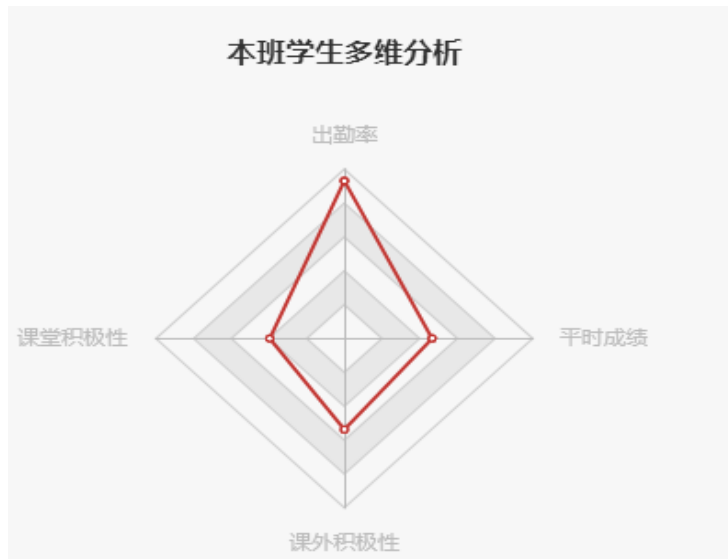 本班学生多维分析
出勤率
课堂积极性
平时成绩
课外积极性